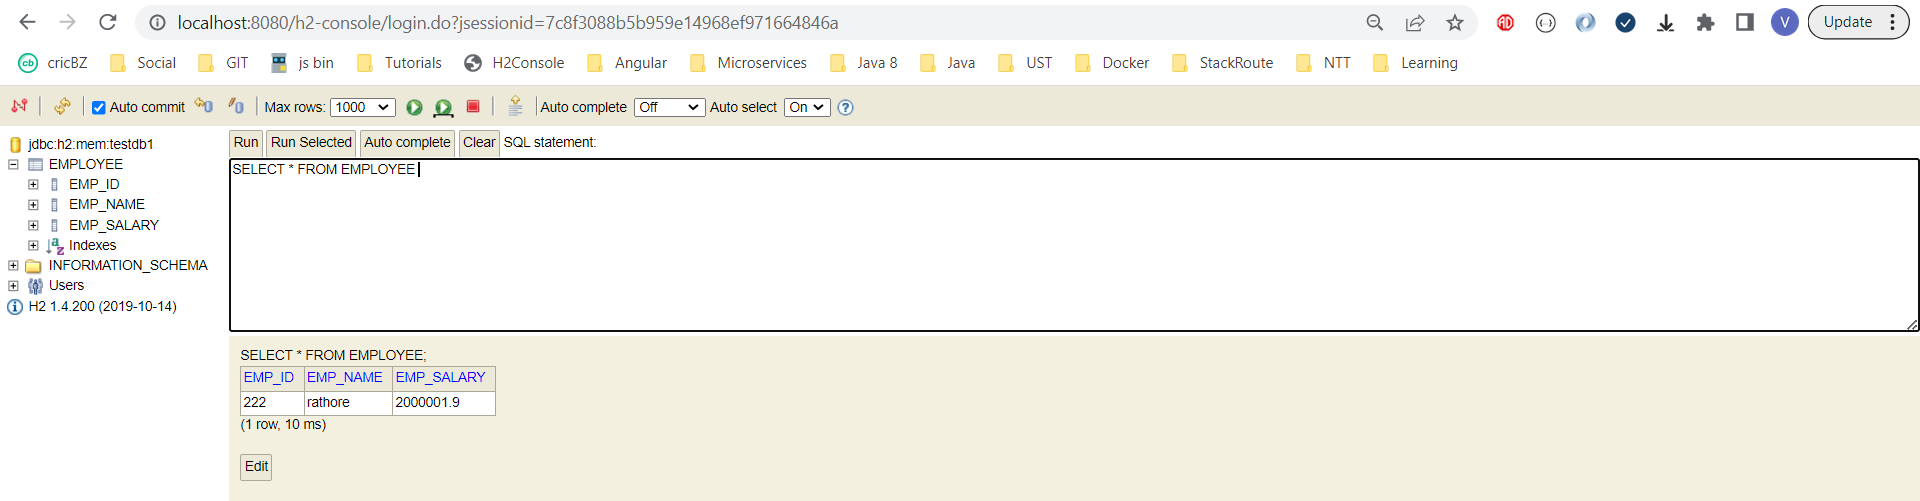 localhost:8080/h2-console/login.do?jsessionid=7c8f3088b5b959e14968ef971664846a
AD {···} V Update
cb cricBZ Social GIT js bin Tutorials H2Console Angular Microservices Java 8 Java UST Docker StackRoute NTT Learning
Auto commit Max rows: 1000 Auto complete Off Auto select On ?
jdbc:h2:mem:testdb1
EMPLOYEE
EMP_ID
EMP_NAME
EMP_SALARY
Indexes
INFORMATION_SCHEMA
Users
H2 1.4.200 (2019-10-14)
Run Run Selected Auto complete Clear SQL statement:
SELECT * FROM EMPLOYEE
SELECT * FROM EMPLOYEE;
EMP_ID EMP_NAME EMP_SALARY
222 rathore 2000001.9
(1 row, 10 ms)
Edit